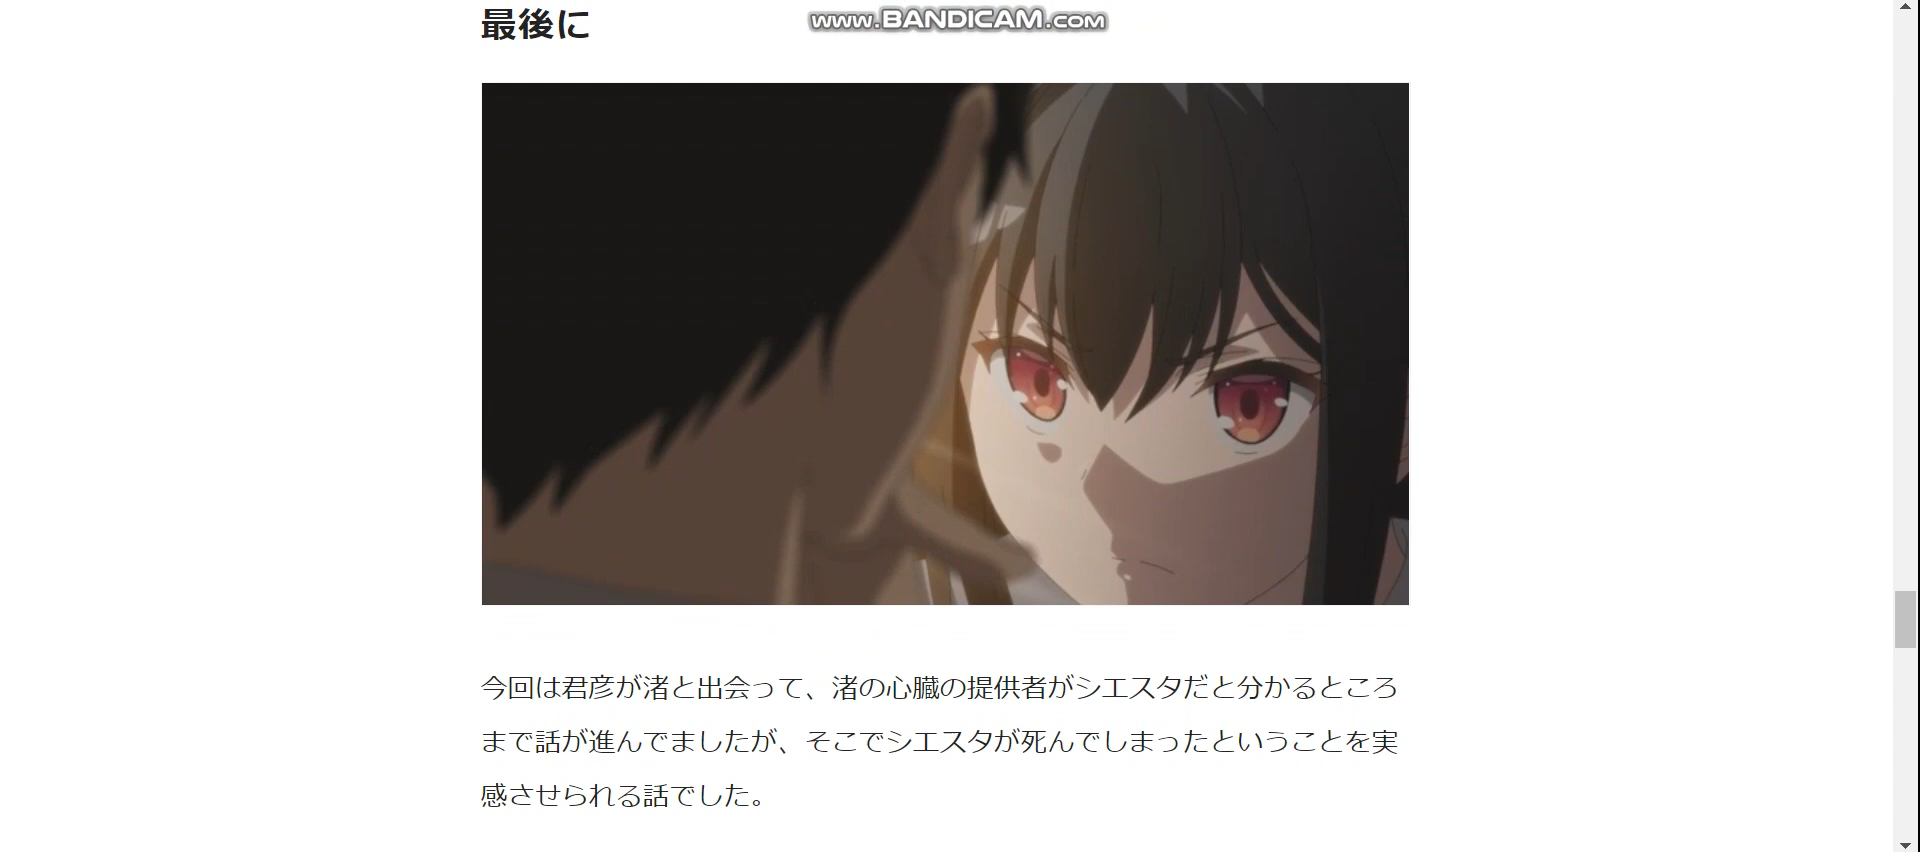 www.BANDICAM.com
最後に
今回は君彦が渚と出会って、渚の心臓の提供者がシエスタだと分かるところ
まで話が進んでましたが、そこでシエスタが死んでしまったということを実
感させられる話でした。